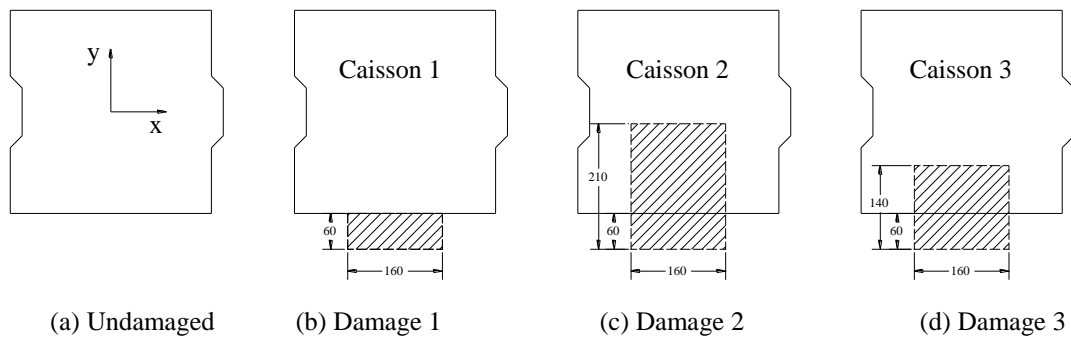 y
x
Caisson 1
Caisson 2
Caisson 3
60
160
210
60
160
140
60
160
(a) Undamaged
(b) Damage 1
(c) Damage 2
(d) Damage 3